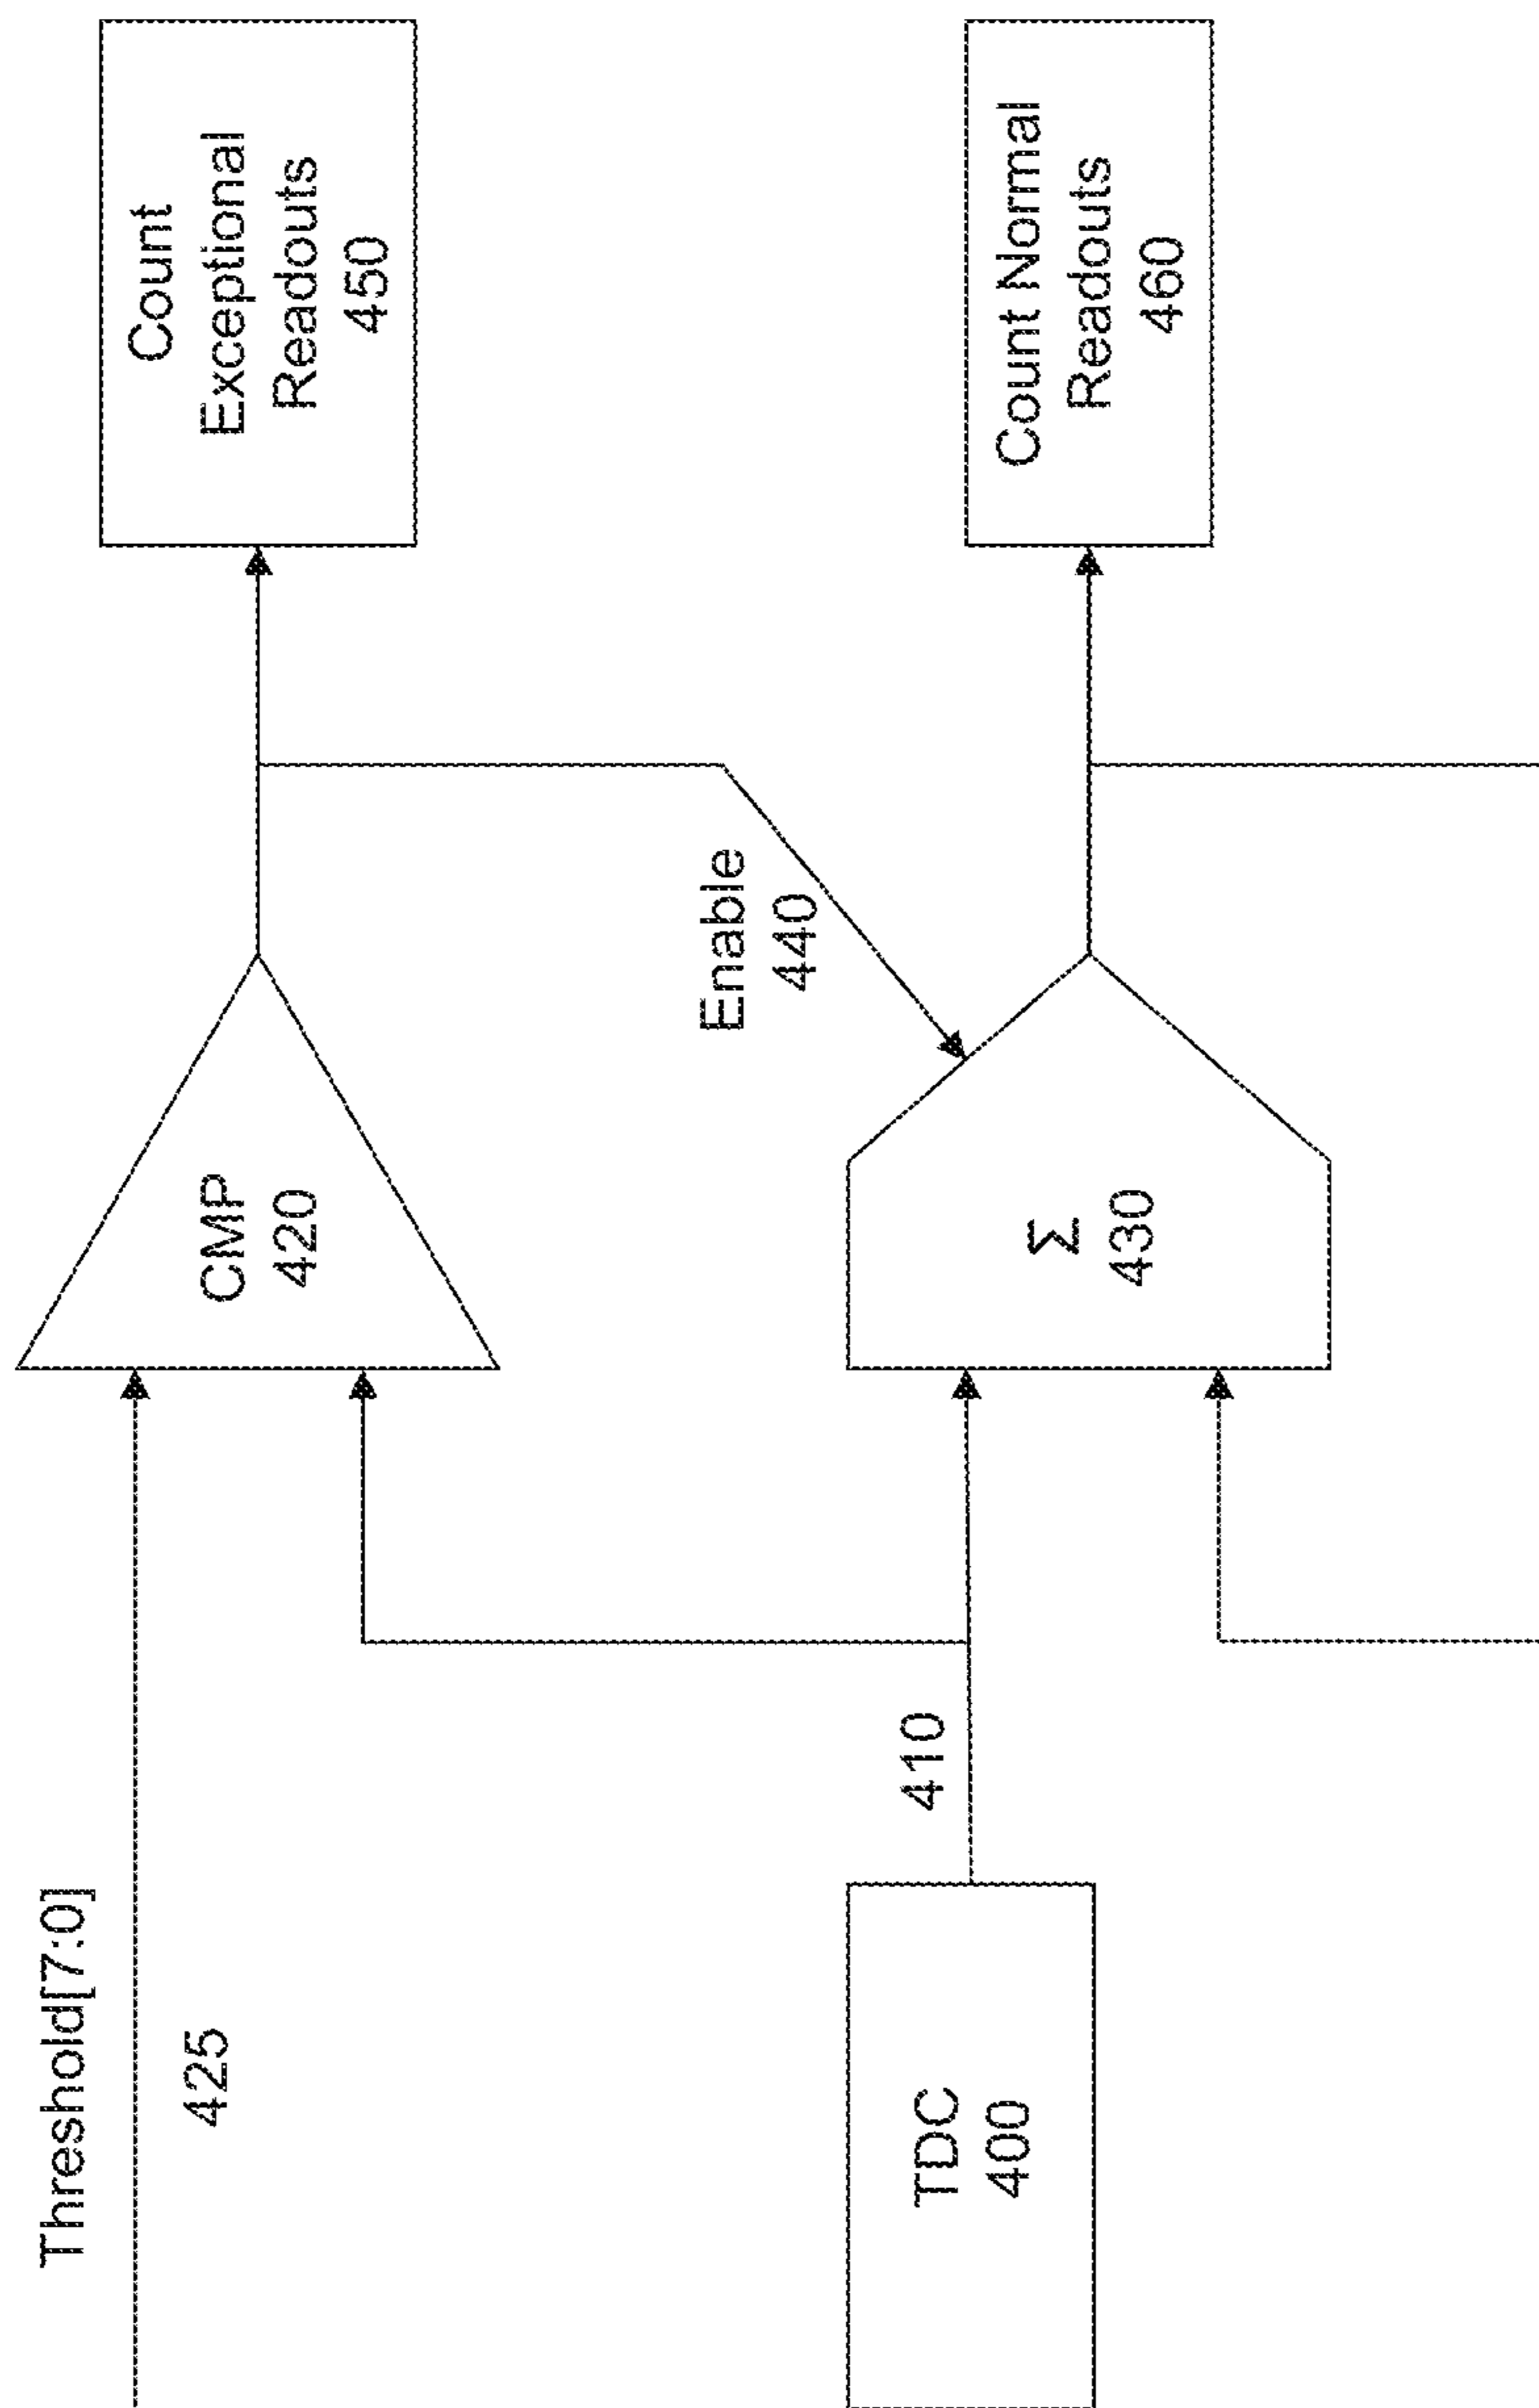 Threshold[7:0]
425
CMP
420
Count
Exceptional
Readouts
450
Enable
440
TDC
400
410
Σ
430
Count Normal
Readouts
460